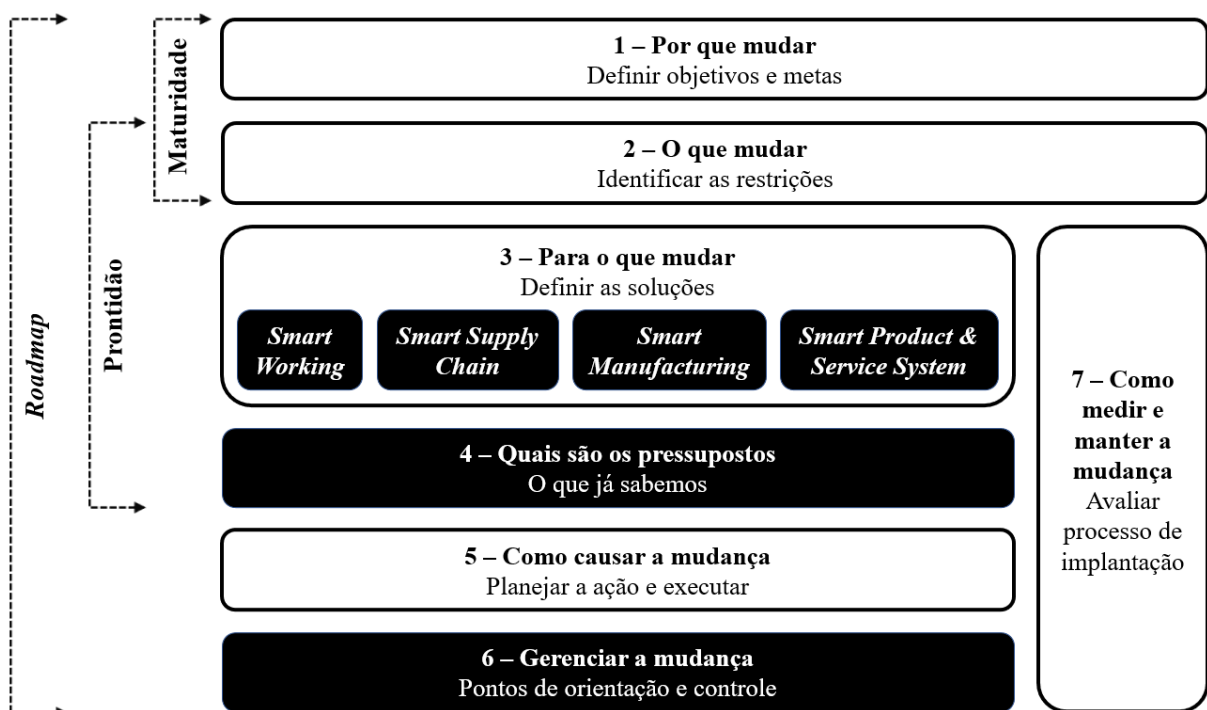 Roadmap
Prontidão
Maturidade
1 – Por que mudar
Definir objetivos e metas
2 – O que mudar
Identificar as restrições
3 – Para o que mudar
Definir as soluções
Smart
Working
Smart Supply
Chain
Smart
Manufacturing
Smart Product &
Service System
4 – Quais são os pressupostos
O que já sabemos
5 – Como causar a mudança
Planejar a ação e executar
6 – Gerenciar a mudança
Pontos de orientação e controle
7 – Como
medir e
manter a
mudança
Avaliar
processo de
implantação